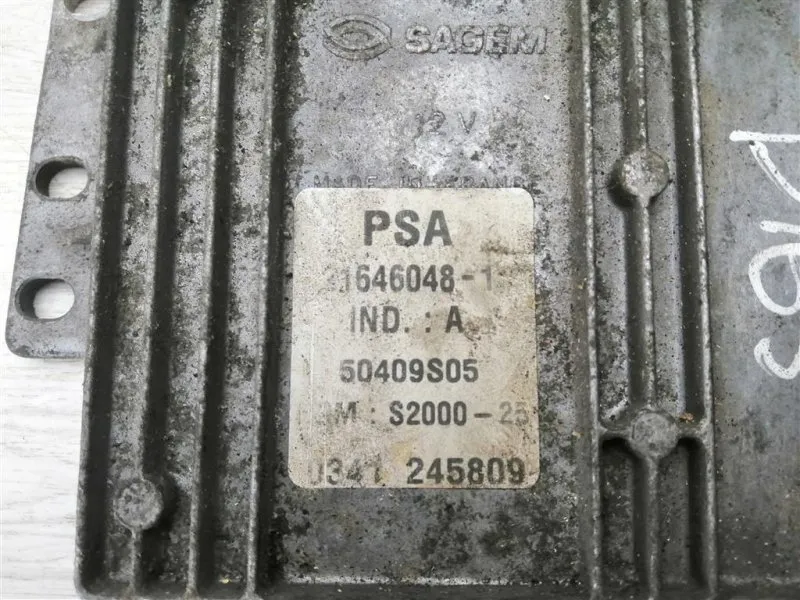 SAGEM
12 V
MADE IN FRANCE
PSA
21646048-1
IND. : A
50409S05
S2000-25
0341 245809